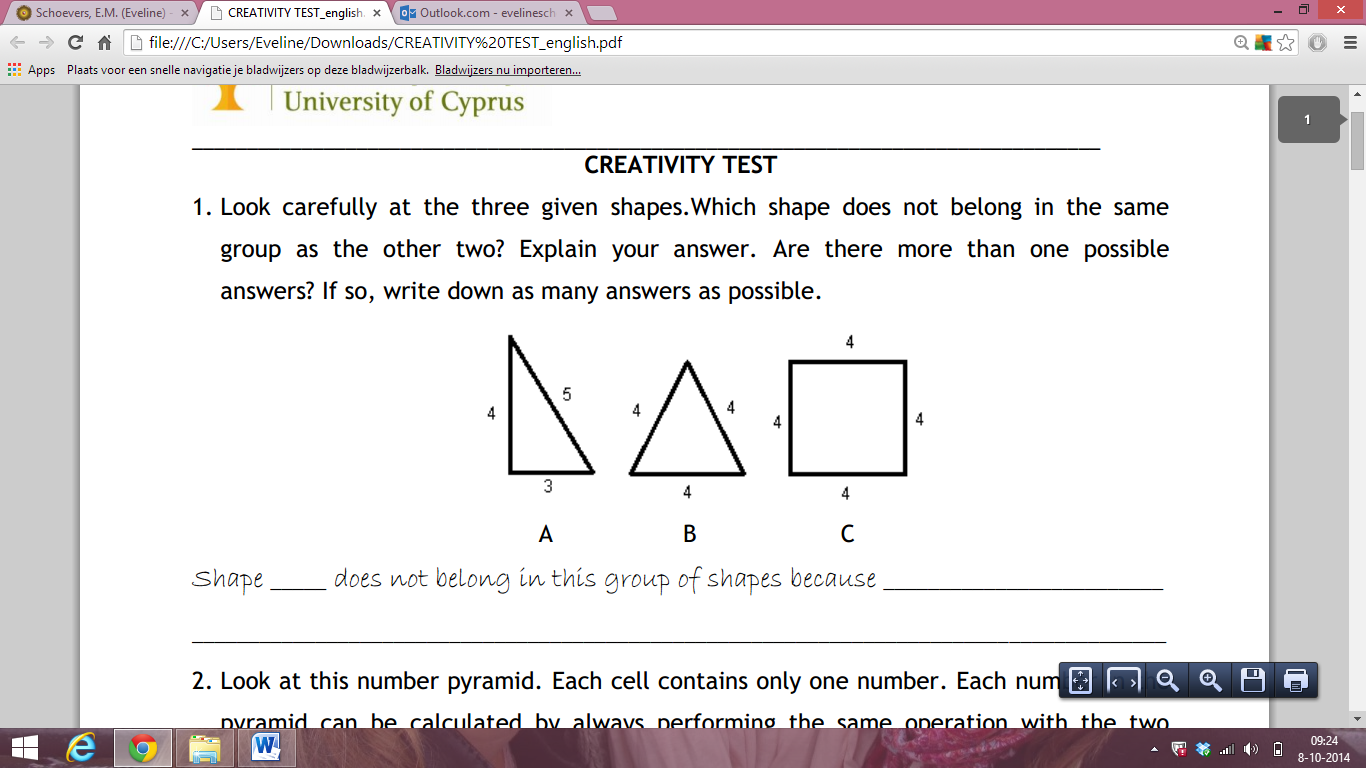 Schoevers, E.M. (Eveline) -
CREATIVITY TEST_english.
Outlook.com - evelinesch
file:///C:/Users/Eveline/Downloads/CREATIVITY%20TEST_english.pdf
Apps Plaats voor een snelle navigatie je bladwijzers op deze bladwijzerbalk. Bladwijzers nu importeren...
University of Cyprus
1
CREATIVITY TEST
1. Look carefully at the three given shapes.Which shape does not belong in the same
group as the other two? Explain your answer. Are there more than one possible
answers? If so, write down as many answers as possible.
4 5 3
4 4 4
4 4 4 4
A B C
Shape _____ does not belong in this group of shapes because _________________________
2. Look at this number pyramid. Each cell contains only one number. Each num
pyramid can be calculated by always performing the same operation with the two
09:24
8-10-2014